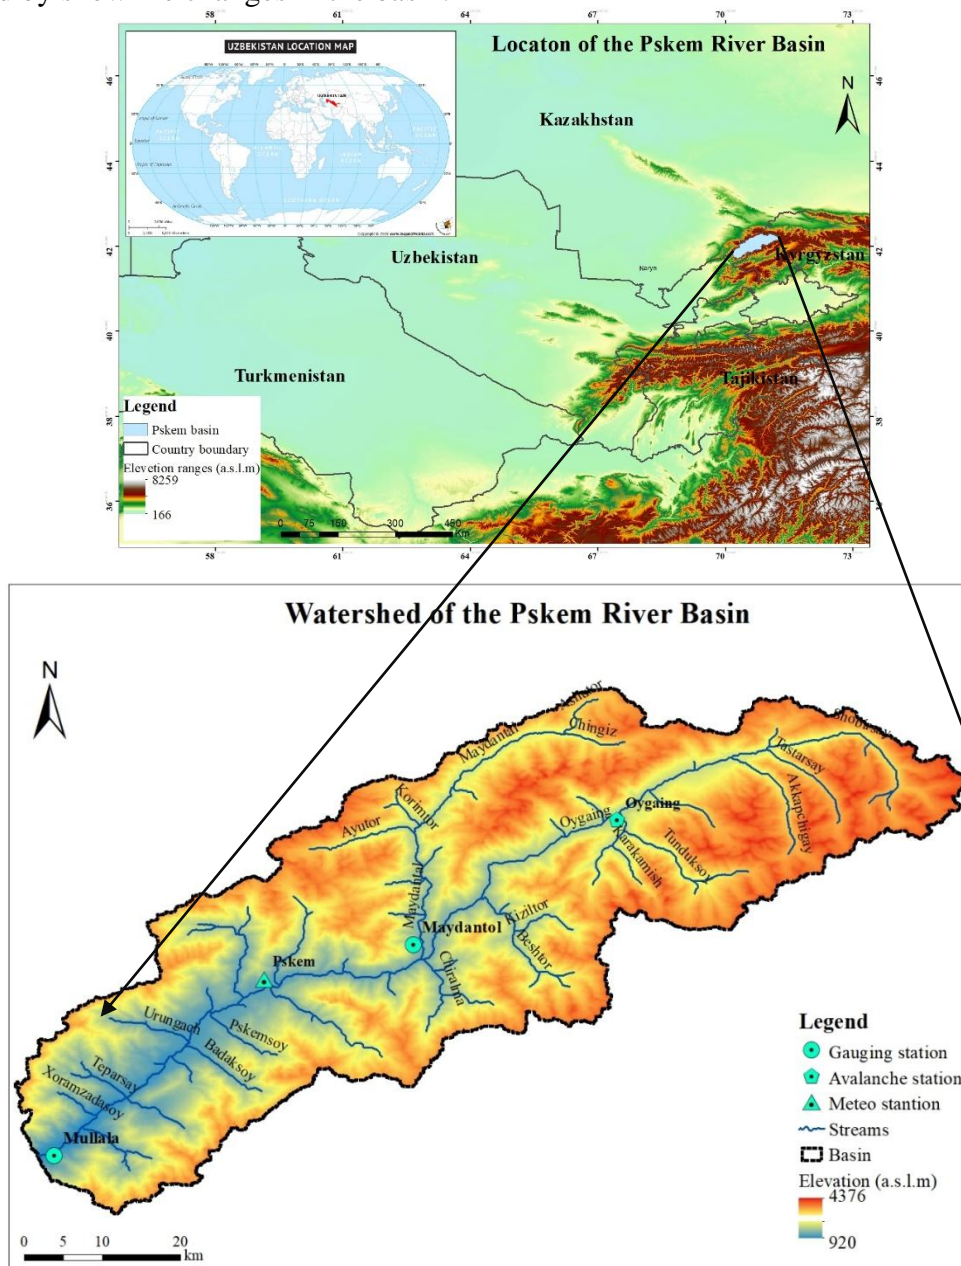 Locaton of the Pskem River Basin
UZBEKISTAN LOCATION MAP
UZBEKISTAN
N
Kazakhstan
Uzbekistan
Naryn
Kyrgyzstan
Turkmenistan
Tajikistan
Legend
Pskem basin
Country boundary
Elevetion ranges (a.s.l.m)
8259
166
0 75 150 300 450
Km
58 61 64 67 70 73
46
44
42
40
38
36
Watershed of the Pskem River Basin
N
Ashutor
Chingiz
Maydantal
Shobirsay
Tastarsay
Akkapchigay
Korimtor
Ayutor
Oygaing
Oygaing
Karakamish
Tunduksoy
Maydantal
Maydantol
Kiziltor
Beshtor
Chiralma
Pskem
Urungach
Pskemsoy
Badaksoy
Teparsay
Xoramzadasoy
Mullala
Legend
Gauging station
Avalanche station
Meteo stantion
Streams
Basin
Elevation (a.s.l.m)
4376
920
0 5 10 20
km